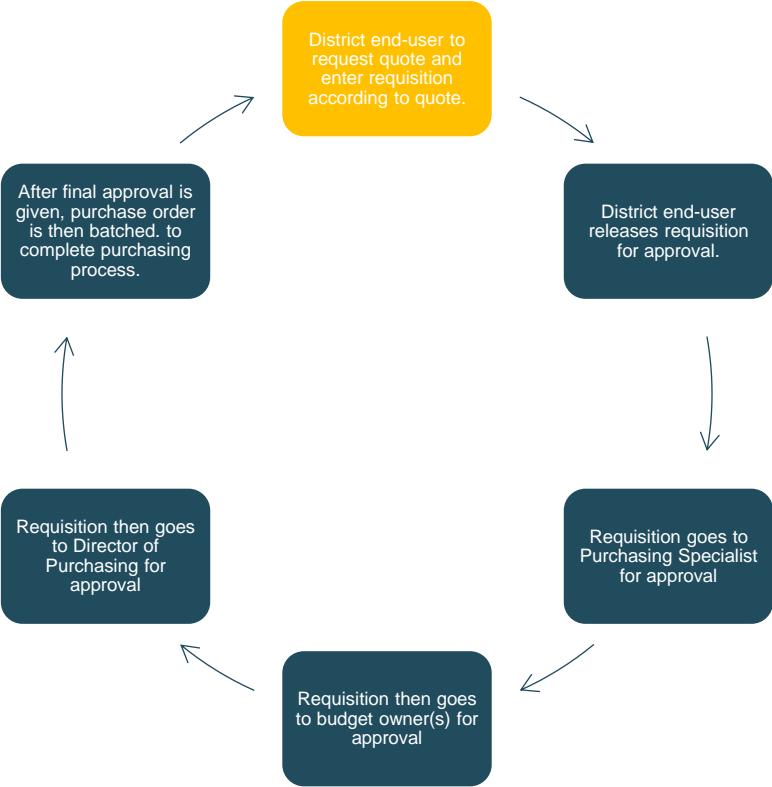 District end-user to
request quote and
enter requisition
according to quote.
District end-user
releases requisition
for approval.
Requisition goes to
Purchasing Specialist
for approval
Requisition then goes
to budget owner(s) for
approval
Requisition then goes
to Director of
Purchasing for
approval
After final approval is
given, purchase order
is then batched. to
complete purchasing
process.